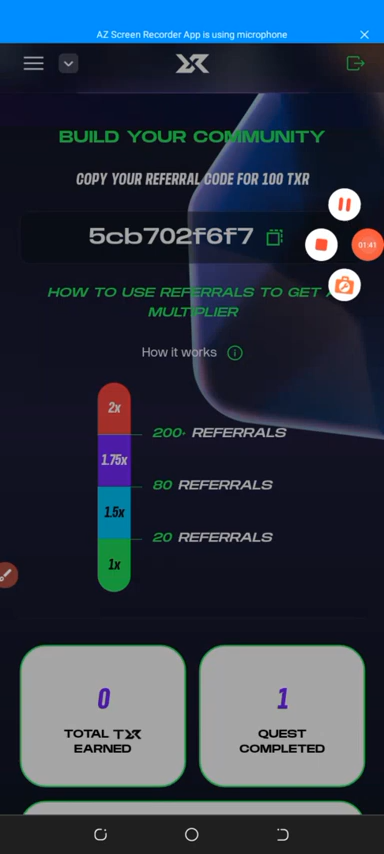 AZ Screen Recorder App is using microphone
BUILD YOUR COMMUNITY
COPY YOUR REFERRAL CODE FOR 100 TXR
5cb702f6f7
01:41
HOW TO USE REFERRALS TO GET
MULTIPLIER
How it works
2x
200+ REFERRALS
1.75x
80 REFERRALS
1.5x
20 REFERRALS
1x
0
TOTAL TXR
EARNED
1
QUEST
COMPLETED